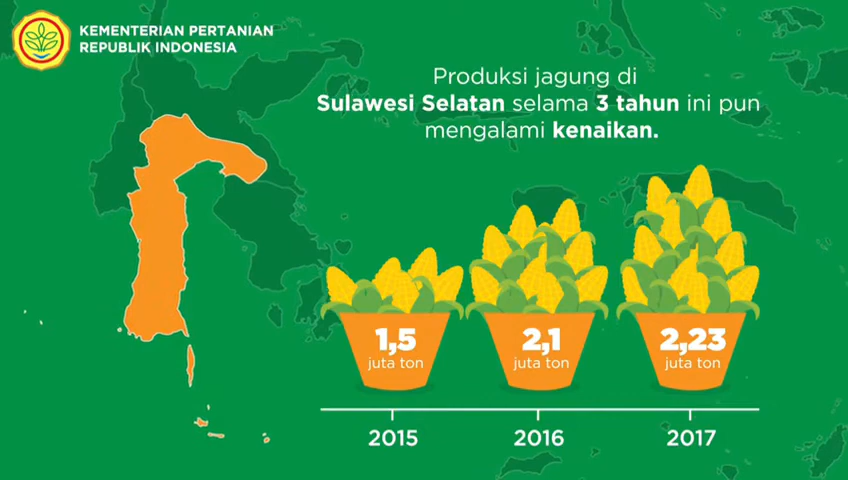 KEMENTERIAN PERTANIAN
REPUBLIK INDONESIA
Produksi jagung di
Sulawesi Selatan selama 3 tahun ini pun
mengalami kenaikan.
1,5
juta ton
2,1
juta ton
2,23
juta ton
2015
2016
2017